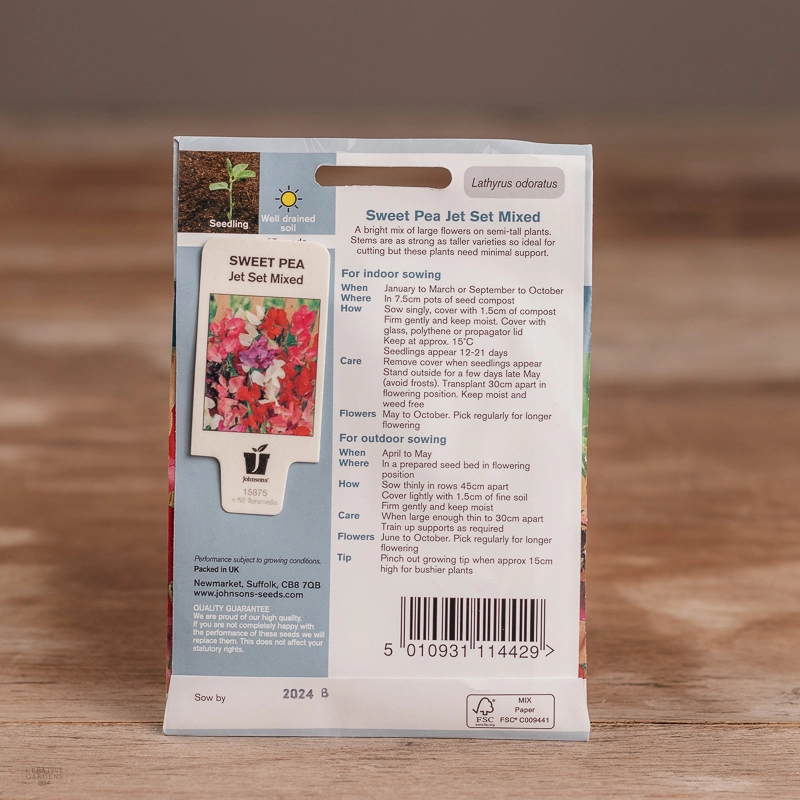 Seedling
Well drained
soil
Lathyrus odoratus
Sweet Pea Jet Set Mixed
A bright mix of large flowers on semi-tall plants.
Stems are as strong as taller varieties so ideal for
cutting but these plants need minimal support.
SWEET PEA
Jet Set Mixed
Johnsons
15875
For indoor sowing
When January to March or September to October
Where In 7.5cm pots of seed compost
How Sow singly, cover with 1.5cm of compost
Firm gently and keep moist. Cover with
glass, polythene or propagator lid
Keep at approx. 15°C
Seedlings appear 12-21 days
Care Remove cover when seedlings appear
Stand outside for a few days late May
(avoid frosts). Transplant 30cm apart in
flowering position. Keep moist and
weed free
Flowers May to October. Pick regularly for longer
flowering
For outdoor sowing
When April to May
Where In a prepared seed bed in flowering
position
How Sow thinly in rows 45cm apart
Cover lightly with 1.5cm of fine soil
Firm gently and keep moist
Care When large enough thin to 30cm apart
Train up supports as required
Flowers June to October. Pick regularly for longer
flowering
Tip Pinch out growing tip when approx 15cm
high for bushier plants
Performance subject to growing conditions.
Packed in UK
Newmarket, Suffolk, CB8 7QB
www.johnsons-seeds.com
QUALITY GUARANTEE
We are proud of our high quality.
If you are not completely happy with
the performance of these seeds we will
replace them. This does not affect your
statutory rights.
5 010931 114429 >
Sow by 2024 B
FSC
www.fsc.org
MIX
Paper
FSC® C009441
CREATIVE
GARDENS